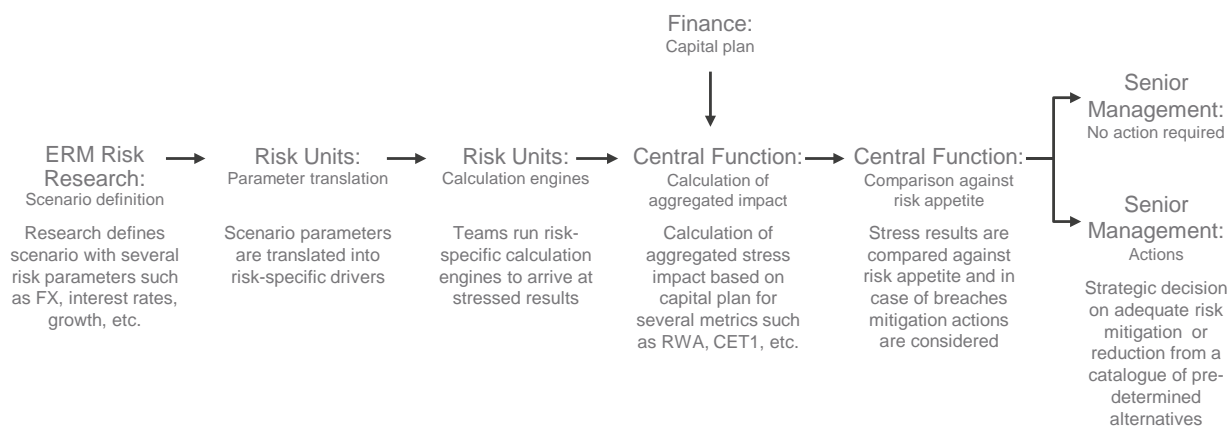 Finance:
Capital plan
ERM Risk
Research:
Scenario definition
Research defines
scenario with several
risk parameters such
as FX, interest rates,
growth, etc.
Risk Units:
Parameter translation
Scenario parameters
are translated into
risk-specific drivers
Risk Units:
Calculation engines
Teams run risk-
specific calculation
engines to arrive at
stressed results
Central Function:
Calculation of
aggregated impact
Calculation of
aggregated stress
impact based on
capital plan for
several metrics such
as RWA, CET1, etc.
Central Function:
Comparison against
risk appetite
Stress results are
compared against
risk appetite and in
case of breaches
mitigation actions
are considered
Senior
Management:
No action required
Senior
Management:
Actions
Strategic decision
on adequate risk
mitigation or
reduction from a
catalogue of pre-
determined
alternatives